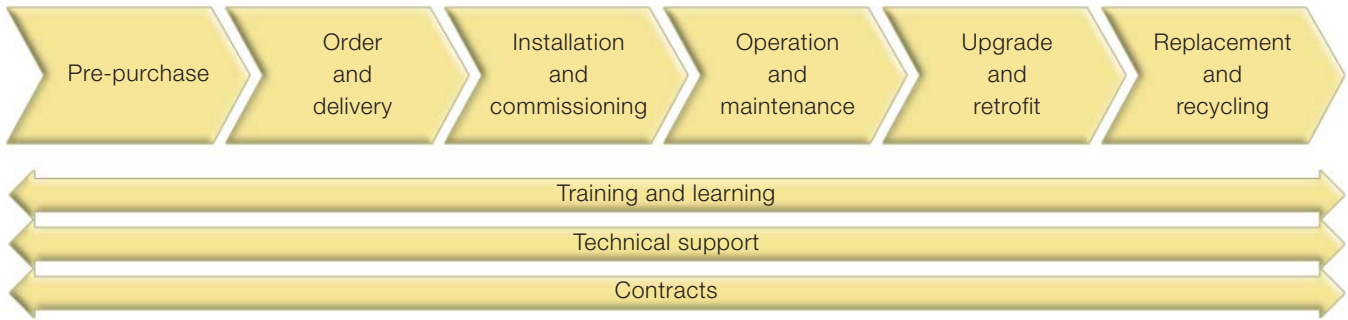 Pre-purchase
Order
and
delivery
Installation
and
commissioning
Operation
and
maintenance
Upgrade
and
retrofit
Replacement
and
recycling
Training and learning
Technical support
Contracts